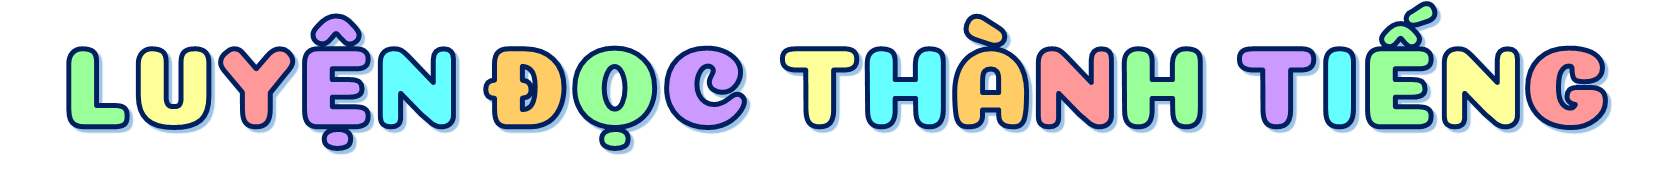 LUYỆN ĐỌC THÀNH TIẾNG